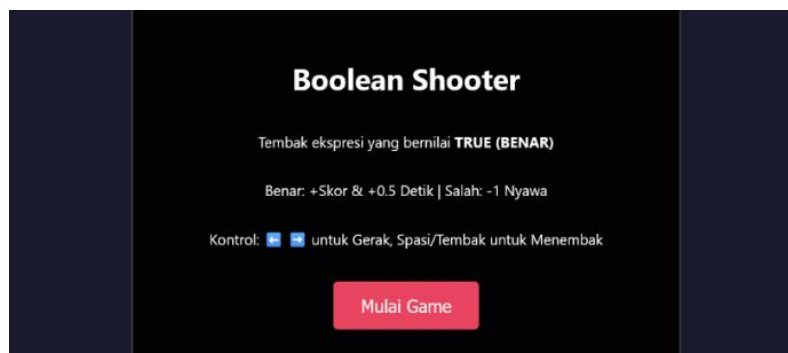 Boolean Shooter
Tembak ekspresi yang bernilai TRUE (BENAR)
Benar: +Skor & +0.5 Detik | Salah: -1 Nyawa
Kontrol: ⬅️ ➡️ untuk Gerak, Spasi/Tembak untuk Menembak
Mulai Game